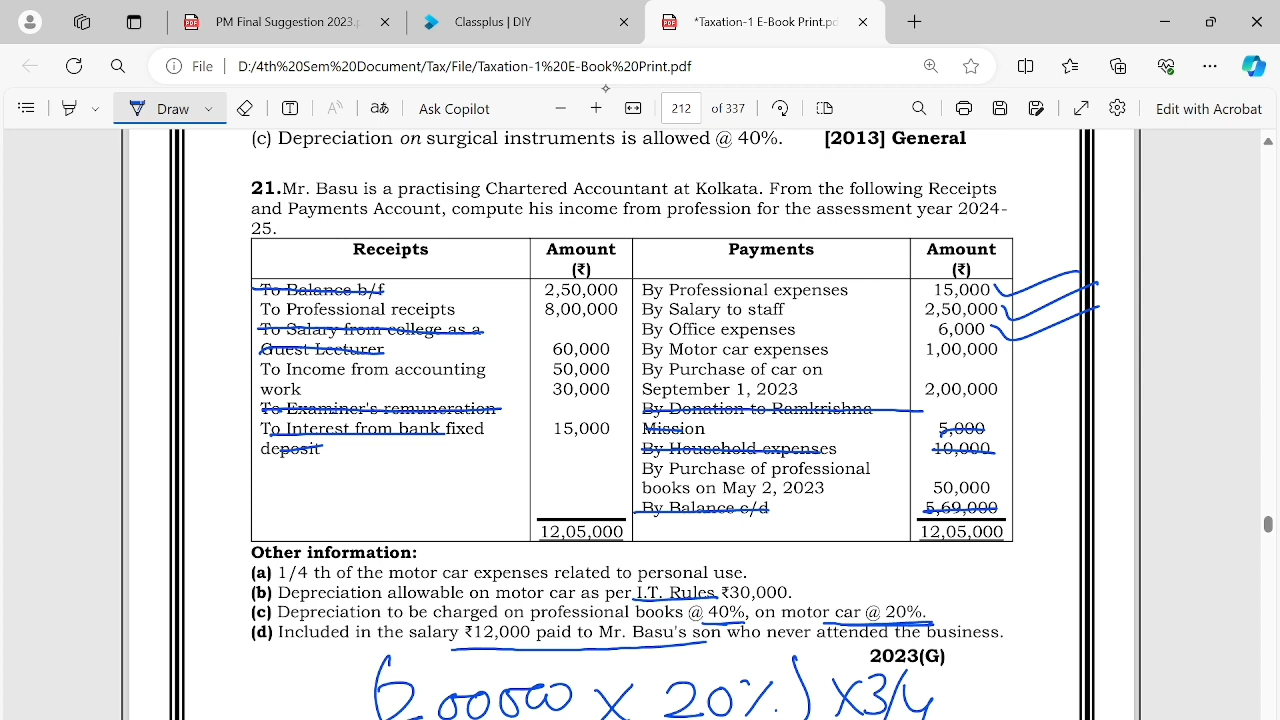 PM Final Suggestion 2023.p
Classplus | DIY
*Taxation-1 E-Book Print.pd
File D:/4th%20Sem%20Document/Tax/File/Taxation-1%20E-Book%20Print.pdf
Draw
Ask Copilot
212 of 337
Edit with Acrobat
(c) Depreciation on surgical instruments is allowed @ 40%. [2013] General
21.Mr. Basu is a practising Chartered Accountant at Kolkata. From the following Receipts
and Payments Account, compute his income from profession for the assessment year 2024-
25.
Receipts Amount Payments Amount
(₹) (₹)
To Balance b/f 2,50,000 By Professional expenses 15,000
To Professional receipts 8,00,000 By Salary to staff 2,50,000
To Salary from college as a By Office expenses 6,000
Guest Lecturer 60,000 By Motor car expenses 1,00,000
To Income from accounting 50,000 By Purchase of car on
work 30,000 September 1, 2023 2,00,000
To Examiner's remuneration By Donation to Ramkrishna
To Interest from bank fixed 15,000 Mission 5,000
deposit By Household expenses 10,000
By Purchase of professional
books on May 2, 2023 50,000
By Balance c/d 5,69,000
12,05,000 12,05,000
Other information:
(a) 1/4 th of the motor car expenses related to personal use.
(b) Depreciation allowable on motor car as per I.T. Rules ₹30,000.
(c) Depreciation to be charged on professional books @ 40%, on motor car @ 20%.
(d) Included in the salary ₹12,000 paid to Mr. Basu's son who never attended the business.
2023(G)
(200000 X 20%) X3/4